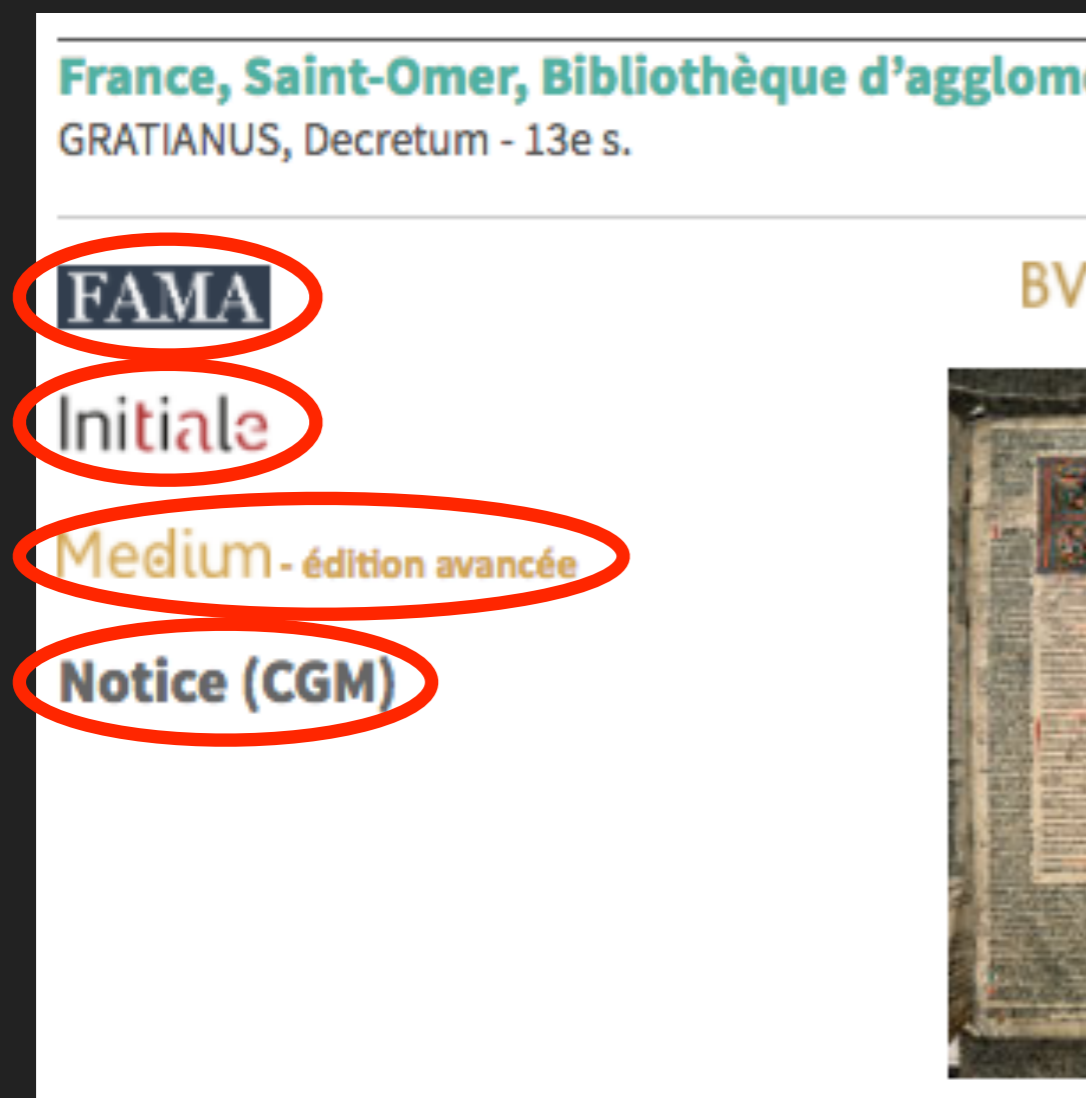 France, Saint-Omer, Bibliothèque d’agglom
GRATIANUS, Decretum - 13e s.
FAMA
BV
Initiale
Medium - édition avancée
Notice (CGM)